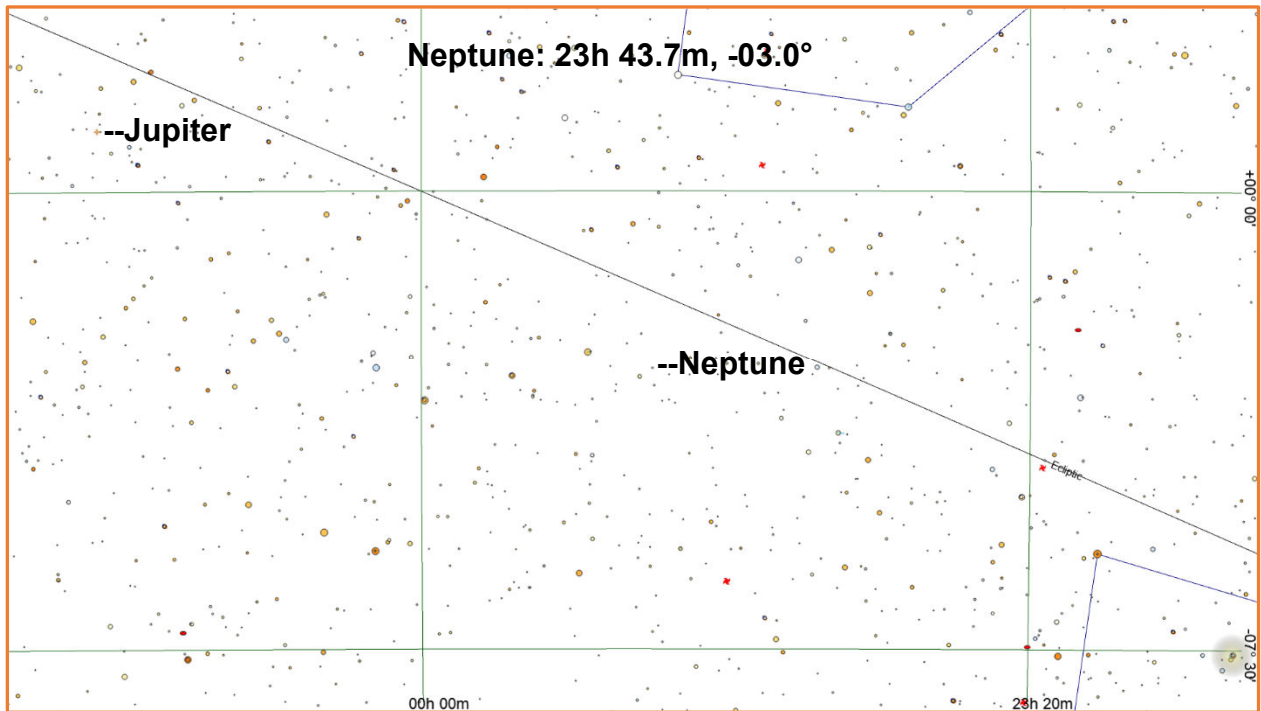 Neptune: 23h 43.7m, -03.0°
--Jupiter
+00° 00'
--Neptune
Ecliptic
-07° 30'
00h 00m
23h 20m